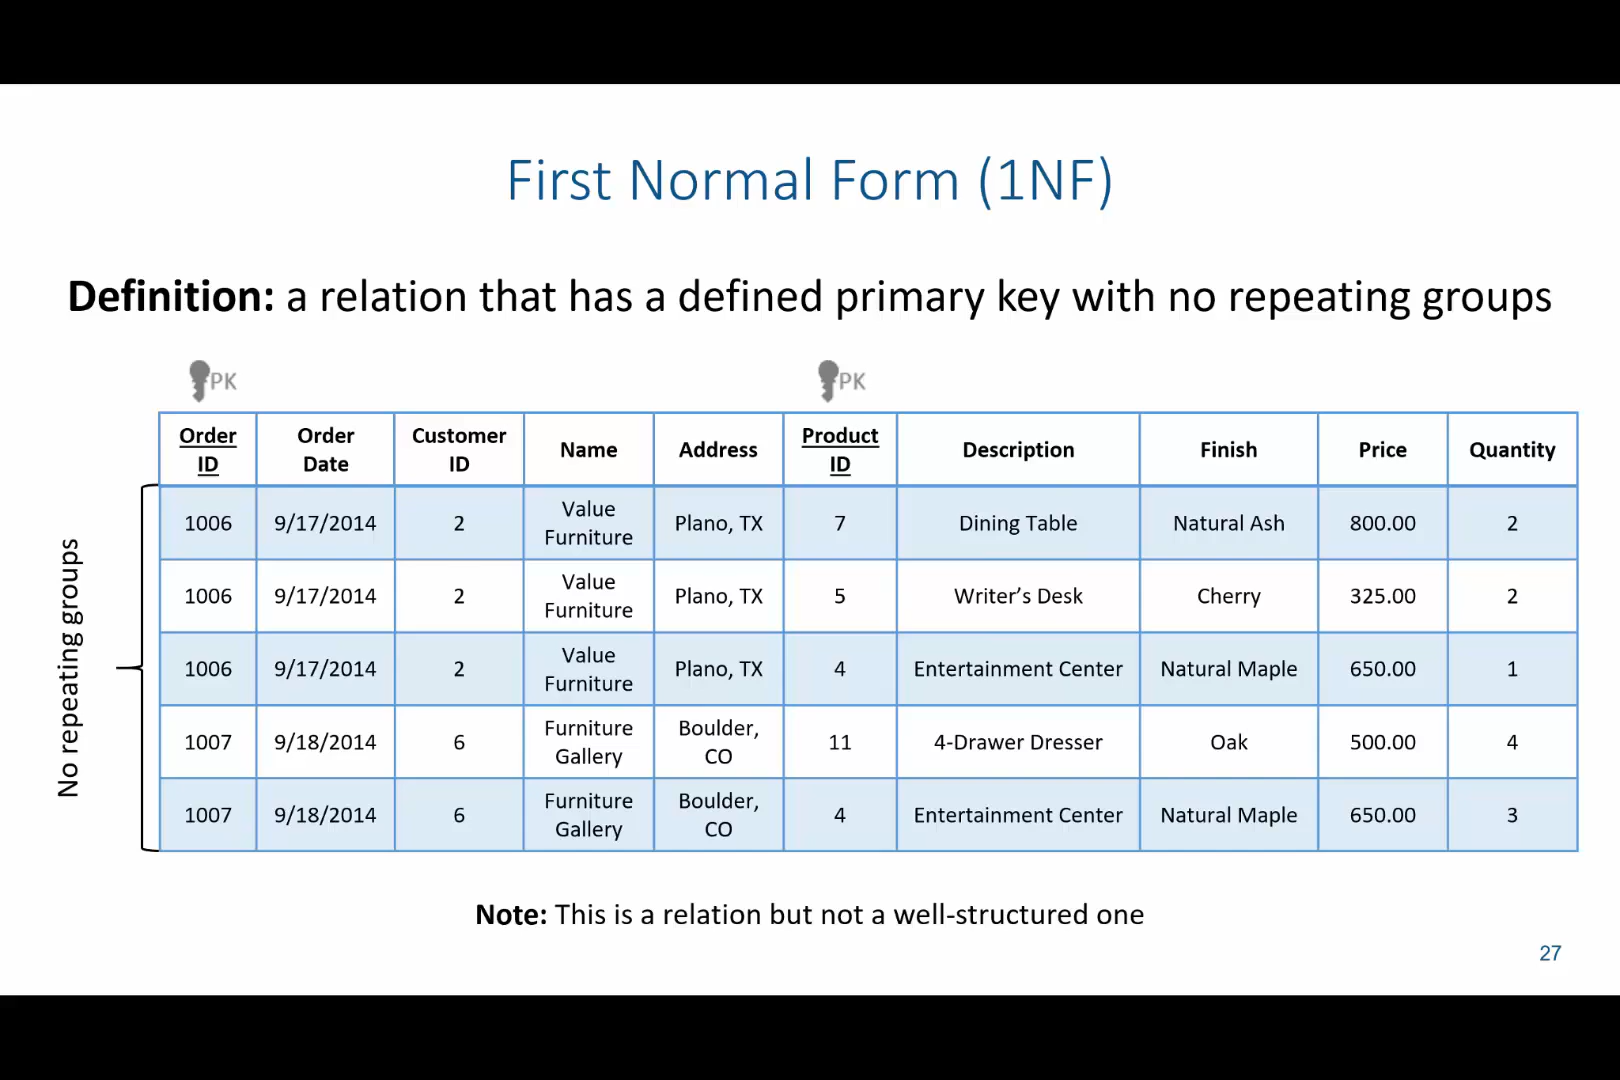 First Normal Form (1NF)
Definition: a relation that has a defined primary key with no repeating groups
PK PK
Order ID Order Date Customer ID Name Address Product ID Description Finish Price Quantity
1006 9/17/2014 2 Value Furniture Plano, TX 7 Dining Table Natural Ash 800.00 2
1006 9/17/2014 2 Value Furniture Plano, TX 5 Writer’s Desk Cherry 325.00 2
1006 9/17/2014 2 Value Furniture Plano, TX 4 Entertainment Center Natural Maple 650.00 1
1007 9/18/2014 6 Furniture Gallery Boulder, CO 11 4-Drawer Dresser Oak 500.00 4
1007 9/18/2014 6 Furniture Gallery Boulder, CO 4 Entertainment Center Natural Maple 650.00 3
No repeating groups
Note: This is a relation but not a well-structured one
27